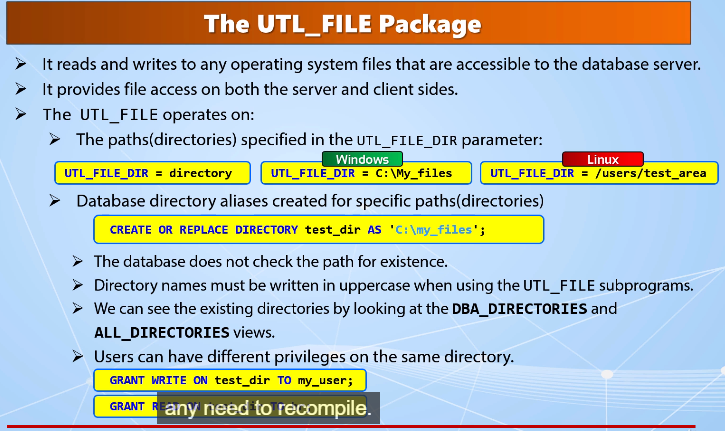 The UTL_FILE Package
It reads and writes to any operating system files that are accessible to the database server.
It provides file access on both the server and client sides.
The UTL_FILE operates on:
The paths(directories) specified in the UTL_FILE_DIR parameter:
Windows
Linux
UTL_FILE_DIR = directory
UTL_FILE_DIR = C:\My_files
UTL_FILE_DIR = /users/test_area
Database directory aliases created for specific paths(directories)
CREATE OR REPLACE DIRECTORY test_dir AS 'C:\my_files';
The database does not check the path for existence.
Directory names must be written in uppercase when using the UTL_FILE subprograms.
We can see the existing directories by looking at the DBA_DIRECTORIES and
ALL_DIRECTORIES views.
Users can have different privileges on the same directory.
GRANT WRITE ON test_dir TO my_user;
GRANT
any need to recompile.